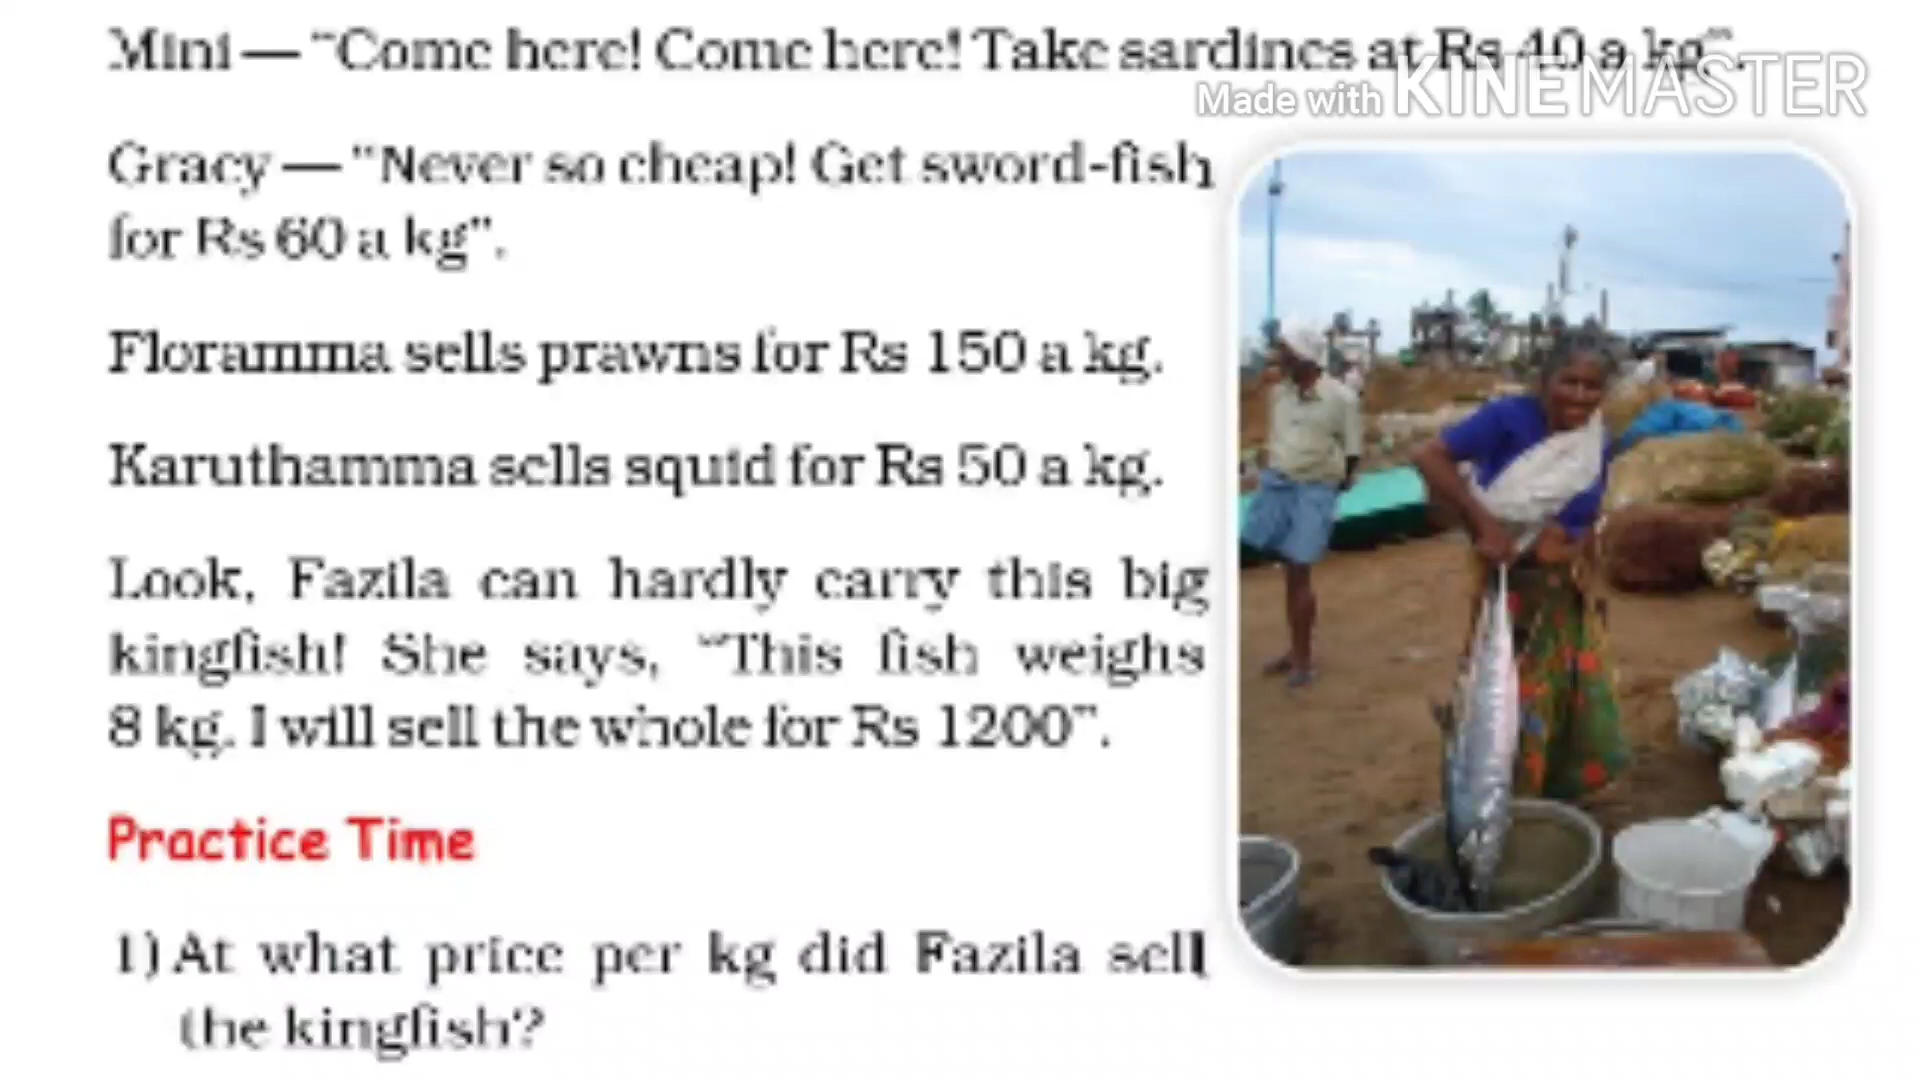 Mini — "Come here! Come here! Take sardines at Rs 40 a kg".
Made with KINEMASTER
Gracy — "Never so cheap! Get sword-fish
for Rs 60 a kg".
Floramma sells prawns for Rs 150 a kg.
Karuthamma sells squid for Rs 50 a kg.
Look, Fazila can hardly carry this big
kingfish! She says, "This fish weighs
8 kg. I will sell the whole for Rs 1200".
Practice Time
1) At what price per kg did Fazila sell
the kingfish?